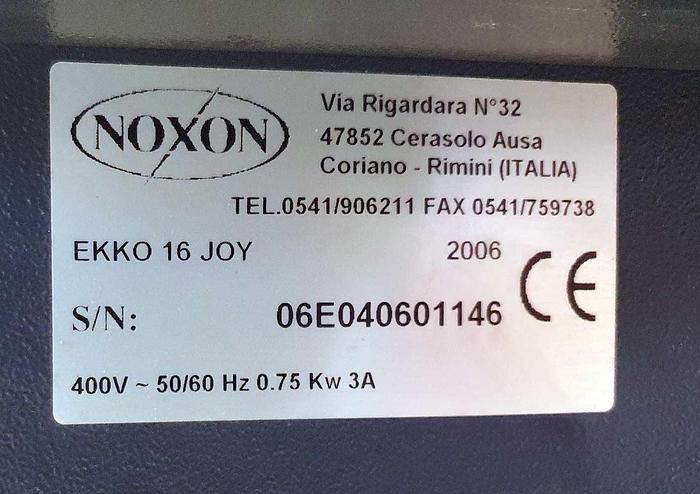 NOXON
Via Rigardara N°32
47852 Cerasolo Ausa
Coriano - Rimini (ITALIA)
TEL.0541/906211 FAX 0541/759738
EKKO 16 JOY 2006
CE
S/N: 06E040601146
400V ~ 50/60 Hz 0.75 Kw 3A